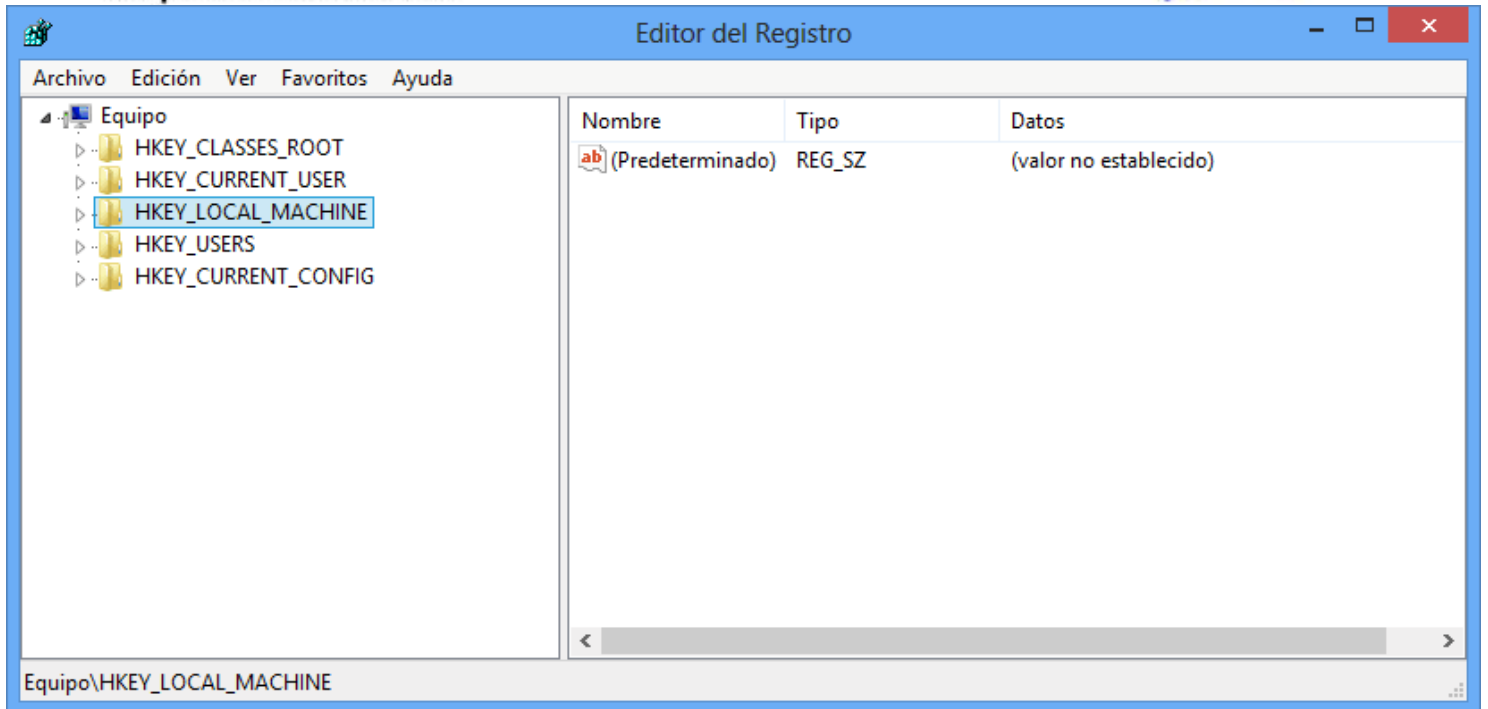 Editor del Registro
Archivo Edición Ver Favoritos Ayuda
Equipo
HKEY_CLASSES_ROOT
HKEY_CURRENT_USER
HKEY_LOCAL_MACHINE
HKEY_USERS
HKEY_CURRENT_CONFIG
Nombre Tipo Datos
ab (Predeterminado) REG_SZ (valor no establecido)
Equipo\HKEY_LOCAL_MACHINE